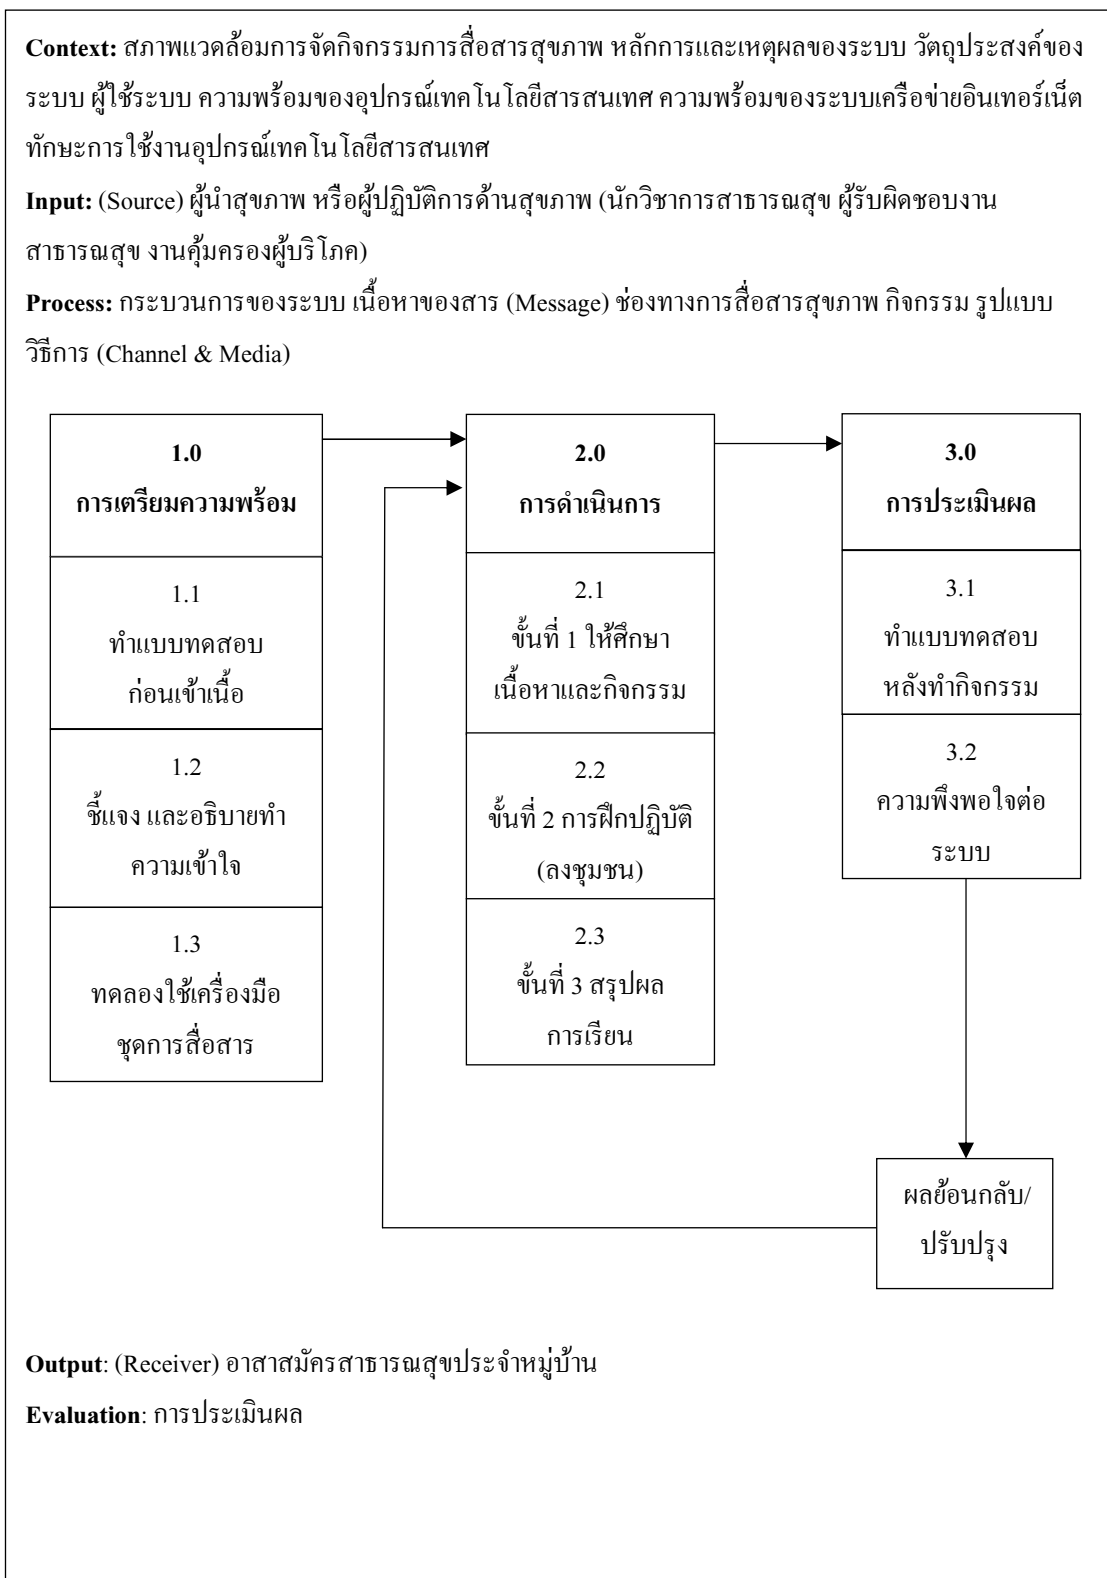 Context: สภาพแวดล้อมการจัดกิจกรรมการสื่อสารสุขภาพ หลักการและเหตุผลของระบบ วัตถุประสงค์ของ
ระบบ ผู้ใช้ระบบ ความพร้อมของอุปกรณ์เทคโนโลยีสารสนเทศ ความพร้อมของระบบเครือข่ายอินเทอร์เน็ต
ทักษะการใช้งานอุปกรณ์เทคโนโลยีสารสนเทศ
Input: (Source) ผู้นำสุขภาพ หรือผู้ปฏิบัติการด้านสุขภาพ (นักวิชาการสาธารณสุข ผู้รับผิดชอบงาน
สาธารณสุข งานคุ้มครองผู้บริโภค)
Process: กระบวนการของระบบ เนื้อหาของสาร (Message) ช่องทางการสื่อสารสุขภาพ กิจกรรม รูปแบบ
วิธีการ (Channel & Media)
1.0
การเตรียมความพร้อม
1.1
ทำแบบทดสอบ
ก่อนเข้าเนื้อ
1.2
ชี้แจง และอธิบายทำ
ความเข้าใจ
1.3
ทดลองใช้เครื่องมือ
ชุดการสื่อสาร
2.0
การดำเนินการ
2.1
ขั้นที่ 1 ให้ศึกษา
เนื้อหาและกิจกรรม
2.2
ขั้นที่ 2 การฝึกปฏิบัติ
(ลงชุมชน)
2.3
ขั้นที่ 3 สรุปผล
การเรียน
3.0
การประเมินผล
3.1
ทำแบบทดสอบ
หลังทำกิจกรรม
3.2
ความพึงพอใจต่อ
ระบบ
ผลย้อนกลับ/
ปรับปรุง
Output: (Receiver) อาสาสมัครสาธารณสุขประจำหมู่บ้าน
Evaluation: การประเมินผล